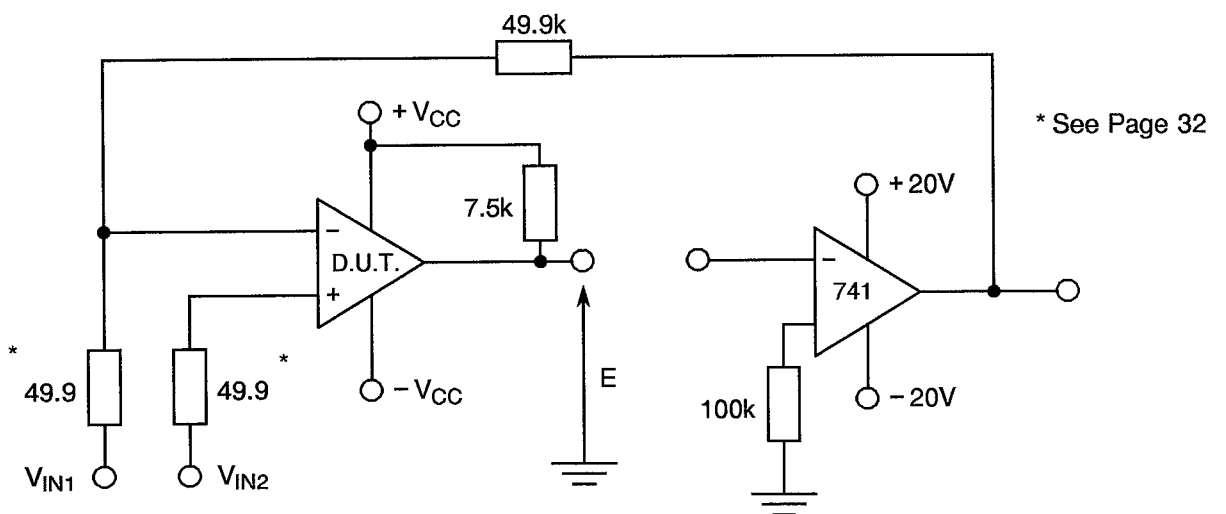 49.9k
+ VCC
* See Page 32
7.5k
+ 20V
−
D.U.T.
+
−
741
*
49.9
*
49.9
− VCC
E
100k
− 20V
VIN1
VIN2